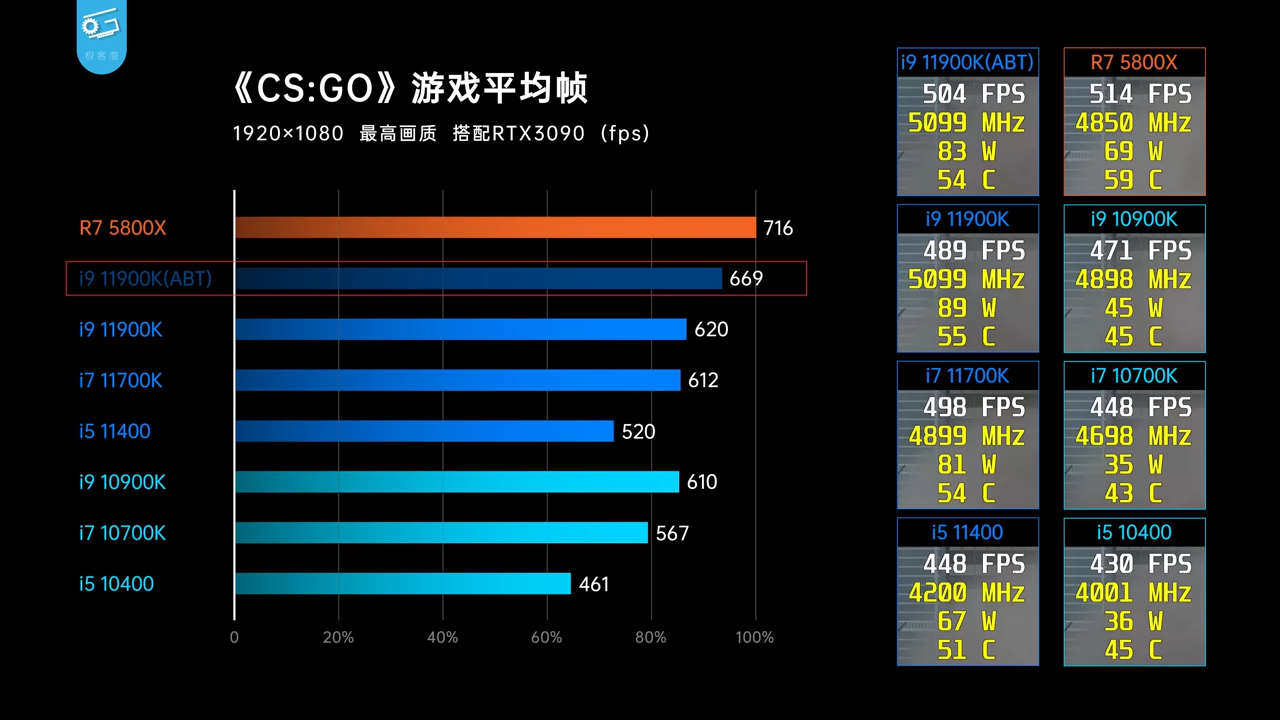 极客湾
《CS:GO》游戏平均帧
1920×1080 最高画质 搭配RTX3090 (fps)
R7 5800X 716
i9 11900K(ABT) 669
i9 11900K 620
i7 11700K 612
i5 11400 520
i9 10900K 610
i7 10700K 567
i5 10400 461
0 20% 40% 60% 80% 100%
i9 11900K(ABT)
504 FPS
5099 MHz
83 W
54 C
R7 5800X
514 FPS
4850 MHz
69 W
59 C
i9 11900K
489 FPS
5099 MHz
89 W
55 C
i9 10900K
471 FPS
4898 MHz
45 W
45 C
i7 11700K
498 FPS
4899 MHz
81 W
54 C
i7 10700K
448 FPS
4698 MHz
35 W
43 C
i5 11400
448 FPS
4200 MHz
67 W
51 C
i5 10400
430 FPS
4001 MHz
36 W
45 C